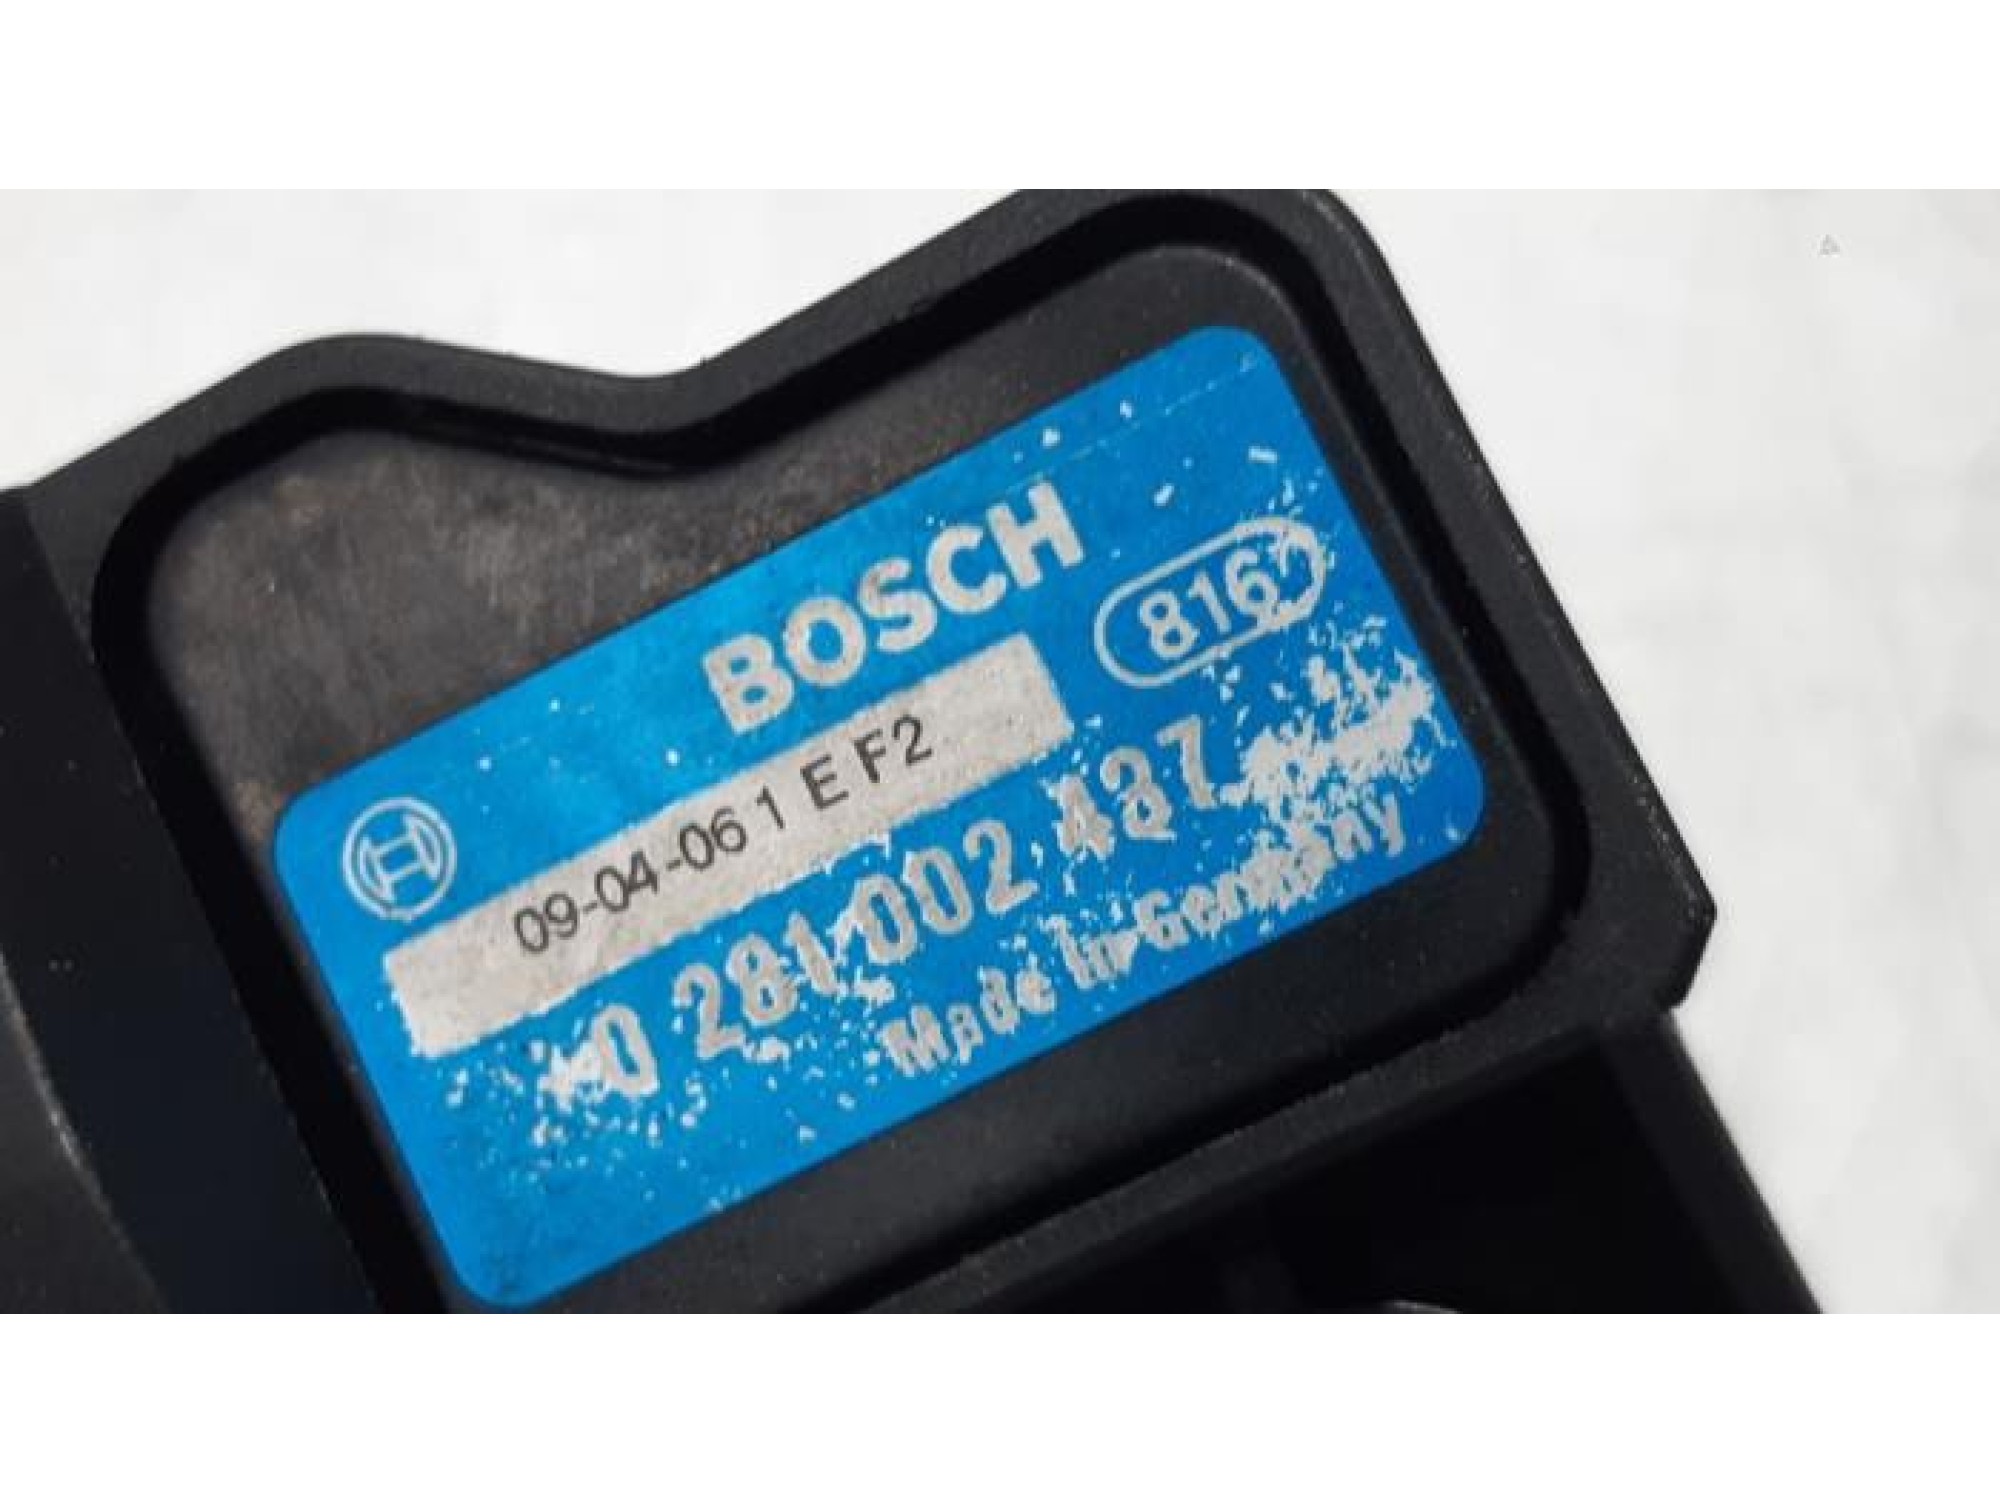 BOSCH
816
09-04-06 1 E F2
0 281 002 437
Made in Germany